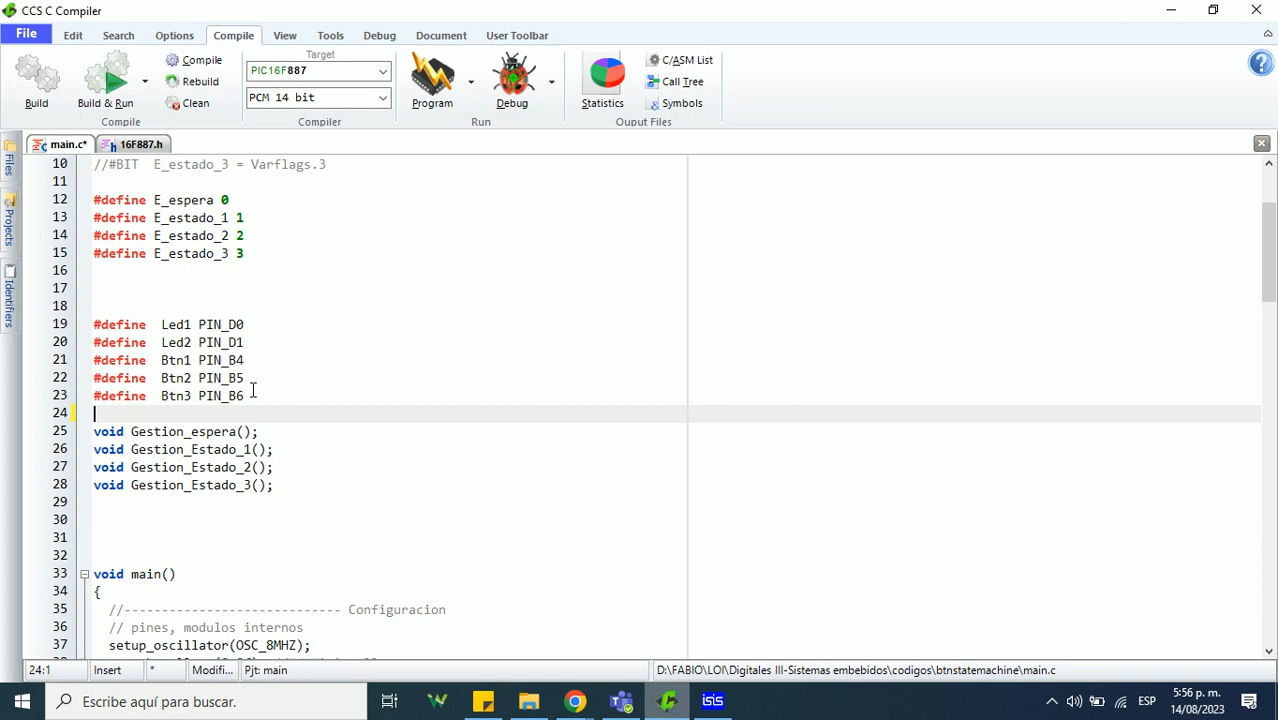 CCS C Compiler
File Edit Search Options Compile View Tools Debug Document User Toolbar
Target
Compile
PIC16F887
C/ASM List
Rebuild
Call Tree
Clean
PCM 14 bit
Symbols
Build Build & Run Program Debug Statistics
Compile Compiler Run Ouput Files
main.c* 16F887.h
Files
Projects
Identifiers
10 //#BIT E_estado_3 = Varflags.3
11
12 #define E_espera 0
13 #define E_estado_1 1
14 #define E_estado_2 2
15 #define E_estado_3 3
16
17
18
19 #define Led1 PIN_D0
20 #define Led2 PIN_D1
21 #define Btn1 PIN_B4
22 #define Btn2 PIN_B5
23 #define Btn3 PIN_B6
24
25 void Gestion_espera();
26 void Gestion_Estado_1();
27 void Gestion_Estado_2();
28 void Gestion_Estado_3();
29
30
31
32
33 void main()
34 {
35 //----------------------------- Configuracion
36 // pines, modulos internos
37 setup_oscillator(OSC_8MHZ);
24:1 Insert * Modifi... Pjt: main D:\FABIO\LOI\Digitales III-Sistemas embebidos\codigos\btnstatemachine\main.c
Escribe aquí para buscar.
isis
ESP
5:56 p. m.
14/08/2023